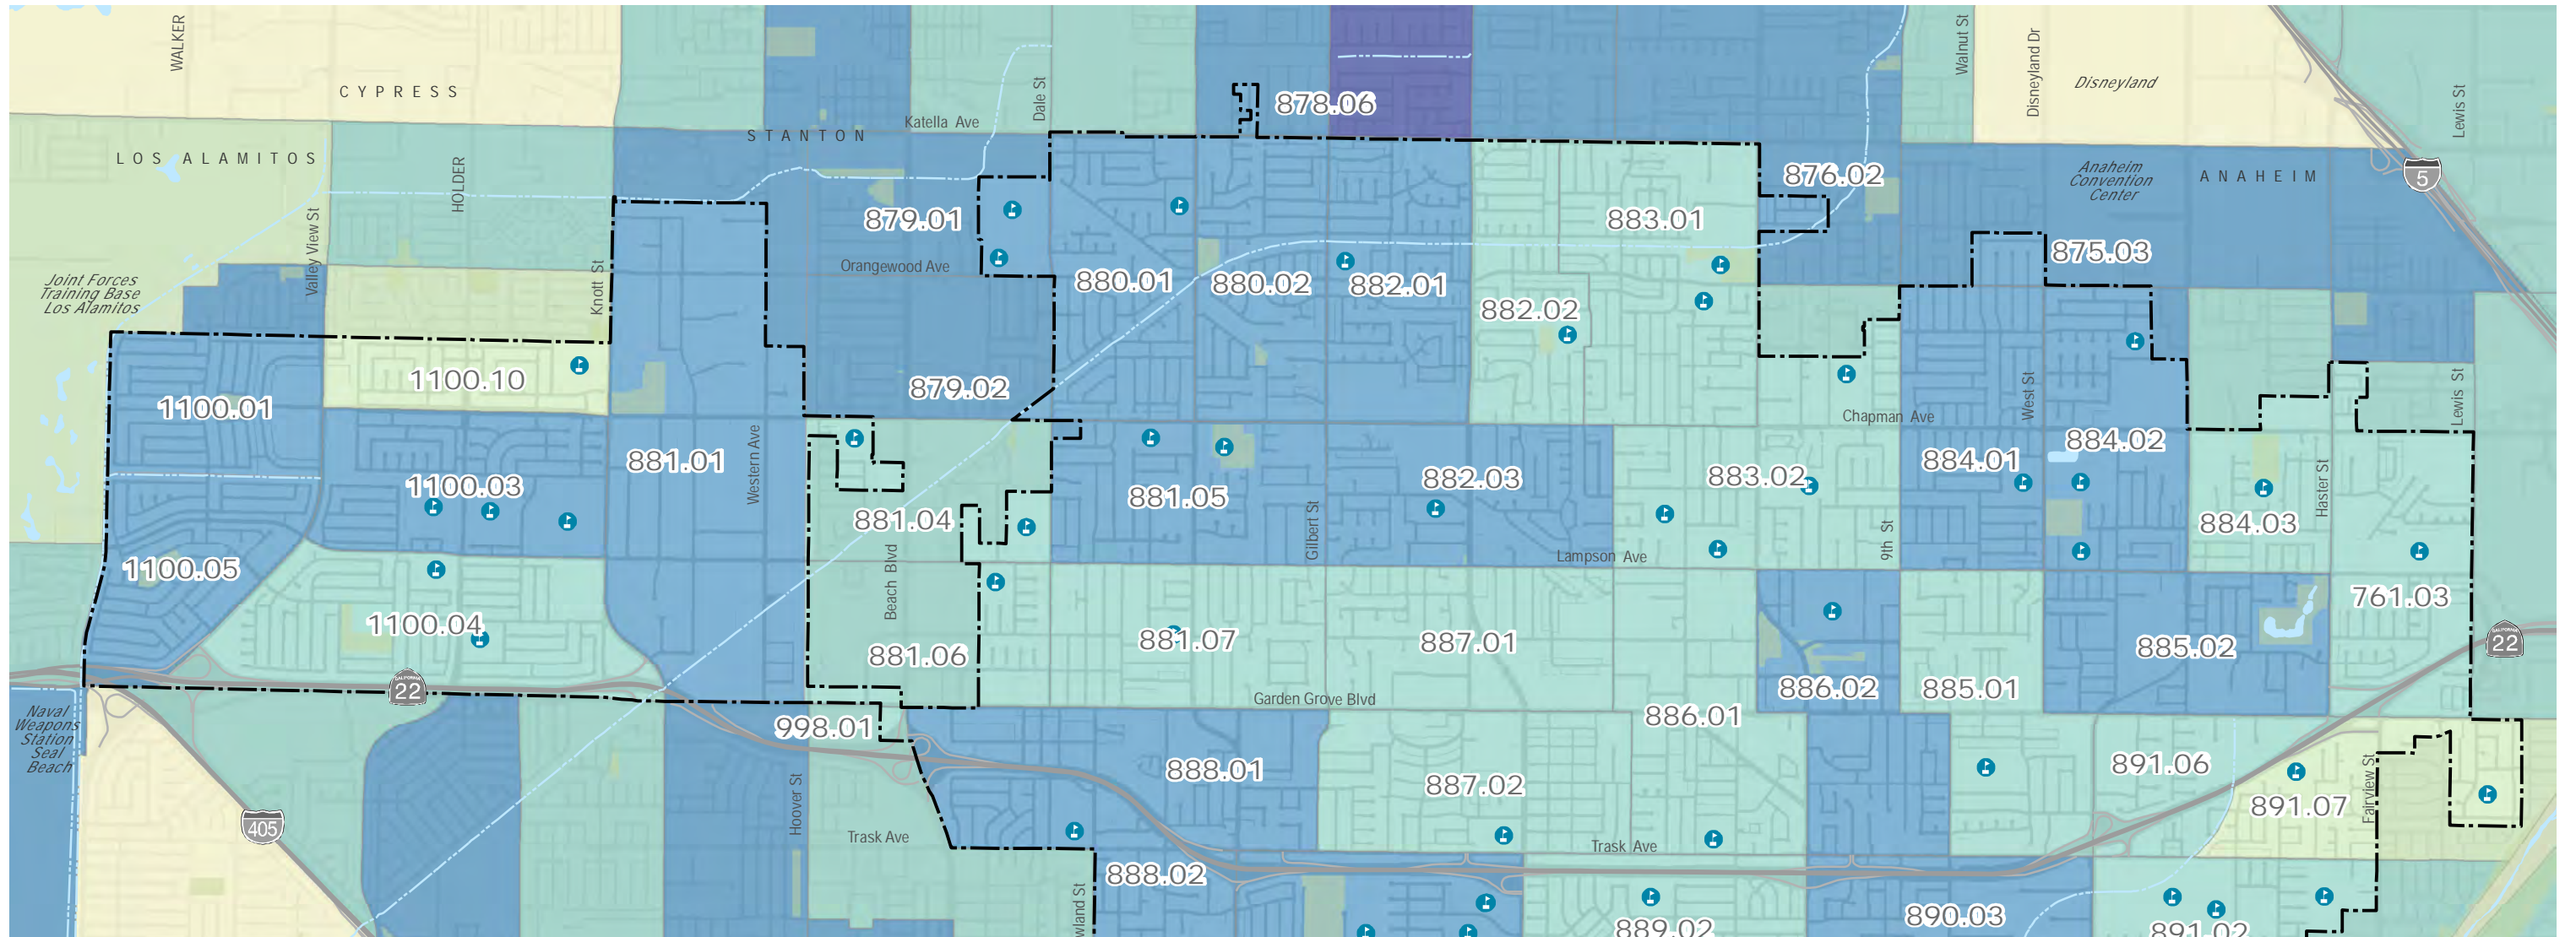 WALKER
CYPRESS
LOS ALAMITOS
HOLDER
STANTON
Katella Ave
Dale St
878.06
Walnut St
Disneyland Dr
Disneyland
Lewis St
5
876.02
Anaheim
Convention
Center
ANAHEIM
Valley View St
Knott St
879.01
Orangewood Ave
883.01
875.03
Joint Forces
Training Base
Los Alamitos
880.01
880.02
882.01
882.02
1100.10
879.02
1100.01
West St
Lewis St
Chapman Ave
884.02
881.01
Western Ave
884.01
1100.03
882.03
883.02
881.05
Haster St
881.04
Gilbert St
884.03
9th St
Lampson Ave
1100.05
Beach Blvd
761.03
1100.04
881.06
881.07
887.01
885.02
22
22
886.02
885.01
Garden Grove Blvd
Naval
Weapons
Station
Seal
Beach
998.01
886.01
888.01
887.02
891.06
Fairview St
891.07
Hoover St
405
Trask Ave
Trask Ave
888.02
wland St
890.03
889.02
891.02